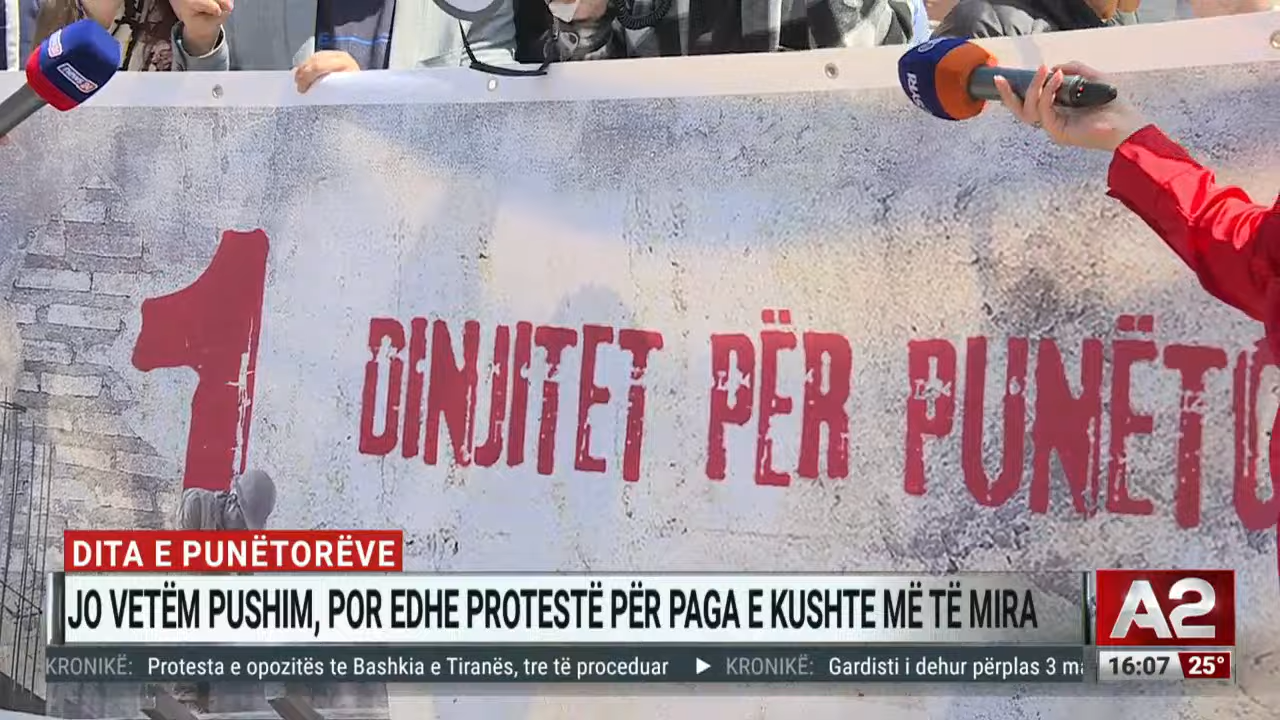 1 DINJITET PËR PUNËTO
DITA E PUNËTORËVE
JO VETËM PUSHIM, POR EDHE PROTESTË PËR PAGA E KUSHTE MË TË MIRA
A2
KRONIKË: Protesta e opozitës te Bashkia e Tiranës, tre të proceduar ▶ KRONIKË: Gardisti i dehur përplas 3 ma
16:07 25°